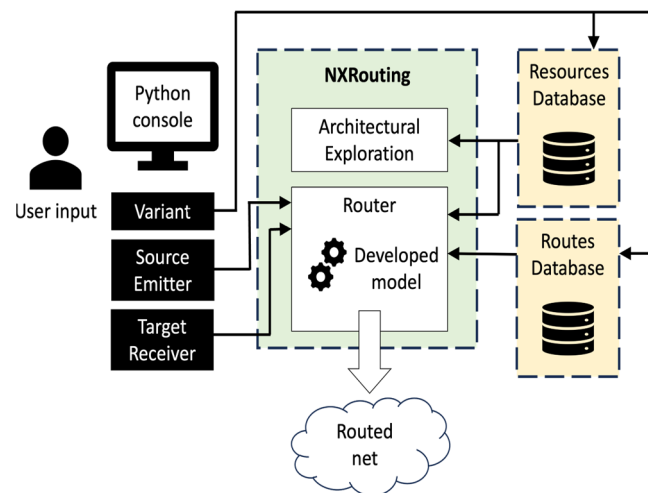 NXRouting
Resources
Database
Python
console
Architectural
Exploration
User input
Variant
Router
Developed
model
Source
Emitter
Routes
Database
Target
Receiver
Routed
net